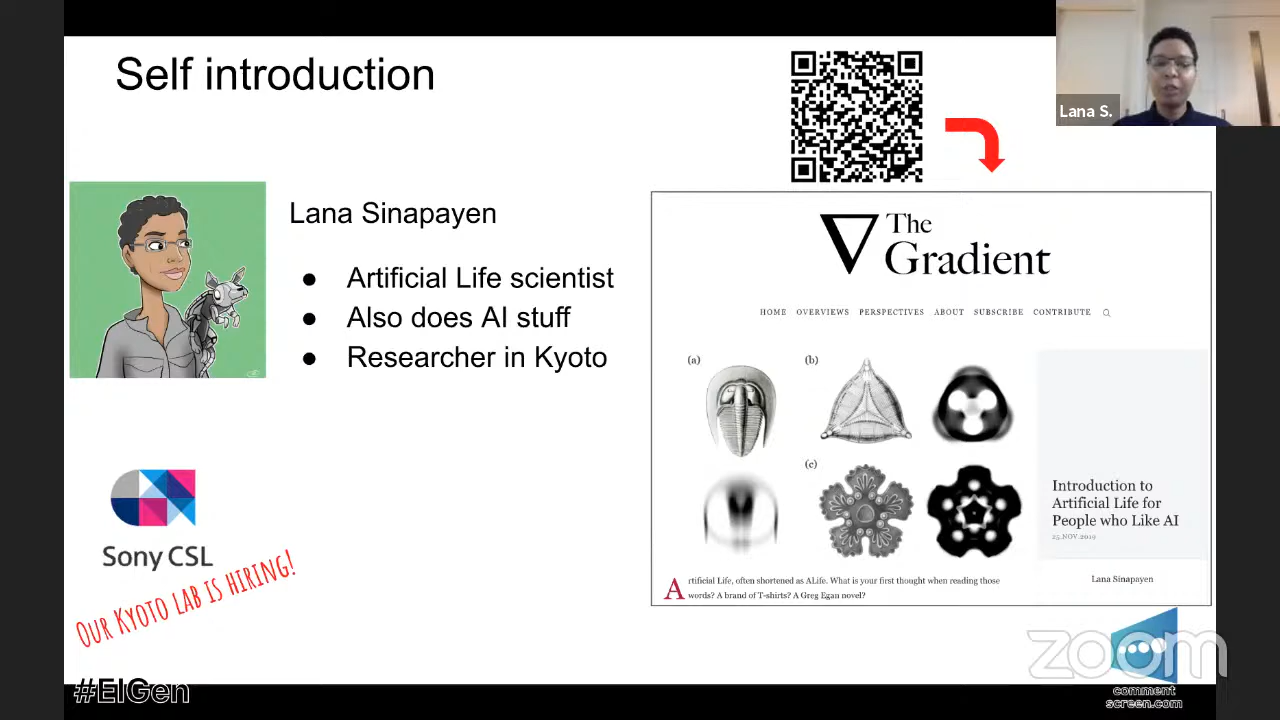 Self introduction
Lana S.
Lana Sinapayen
● Artificial Life scientist
● Also does AI stuff
● Researcher in Kyoto
The
Gradient
HOME OVERVIEWS PERSPECTIVES ABOUT SUBSCRIBE CONTRIBUTE
(a)
(b)
(c)
Introduction to
Artificial Life for
People who Like AI
25.NOV.2019
Lana Sinapayen
Artificial Life, often shortened as ALife. What is your first thought when reading those
words? A brand of T-shirts? A Greg Egan novel?
Sony CSL
OUR KYOTO LAB IS HIRING!
zoom
#EIGen
comment
screen.com